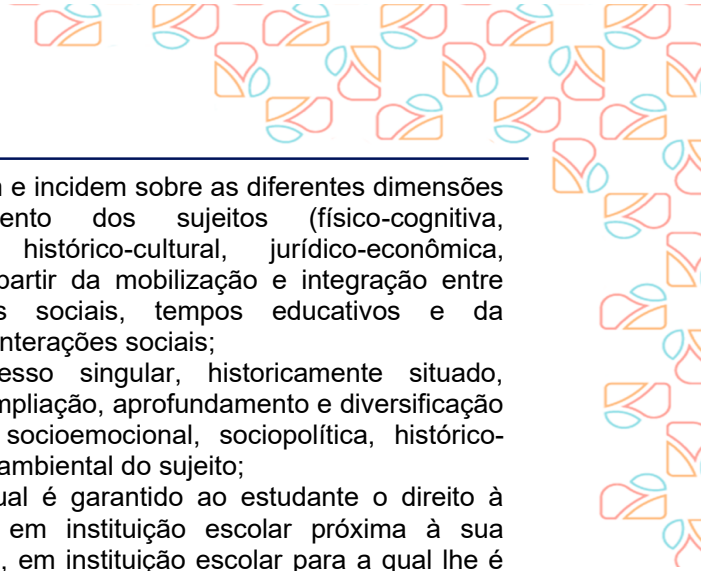 e incidem sobre as diferentes dimensões
ento dos sujeitos (físico-cognitiva,
histórico-cultural, jurídico-econômica,
partir da mobilização e integração entre
s sociais, tempos educativos e da
nterações sociais;
esso singular, historicamente situado,
mpliação, aprofundamento e diversificação
socioemocional, sociopolítica, histórico-
ambiental do sujeito;
ual é garantido ao estudante o direito à
em instituição escolar próxima à sua
, em instituição escolar para a qual lhe é